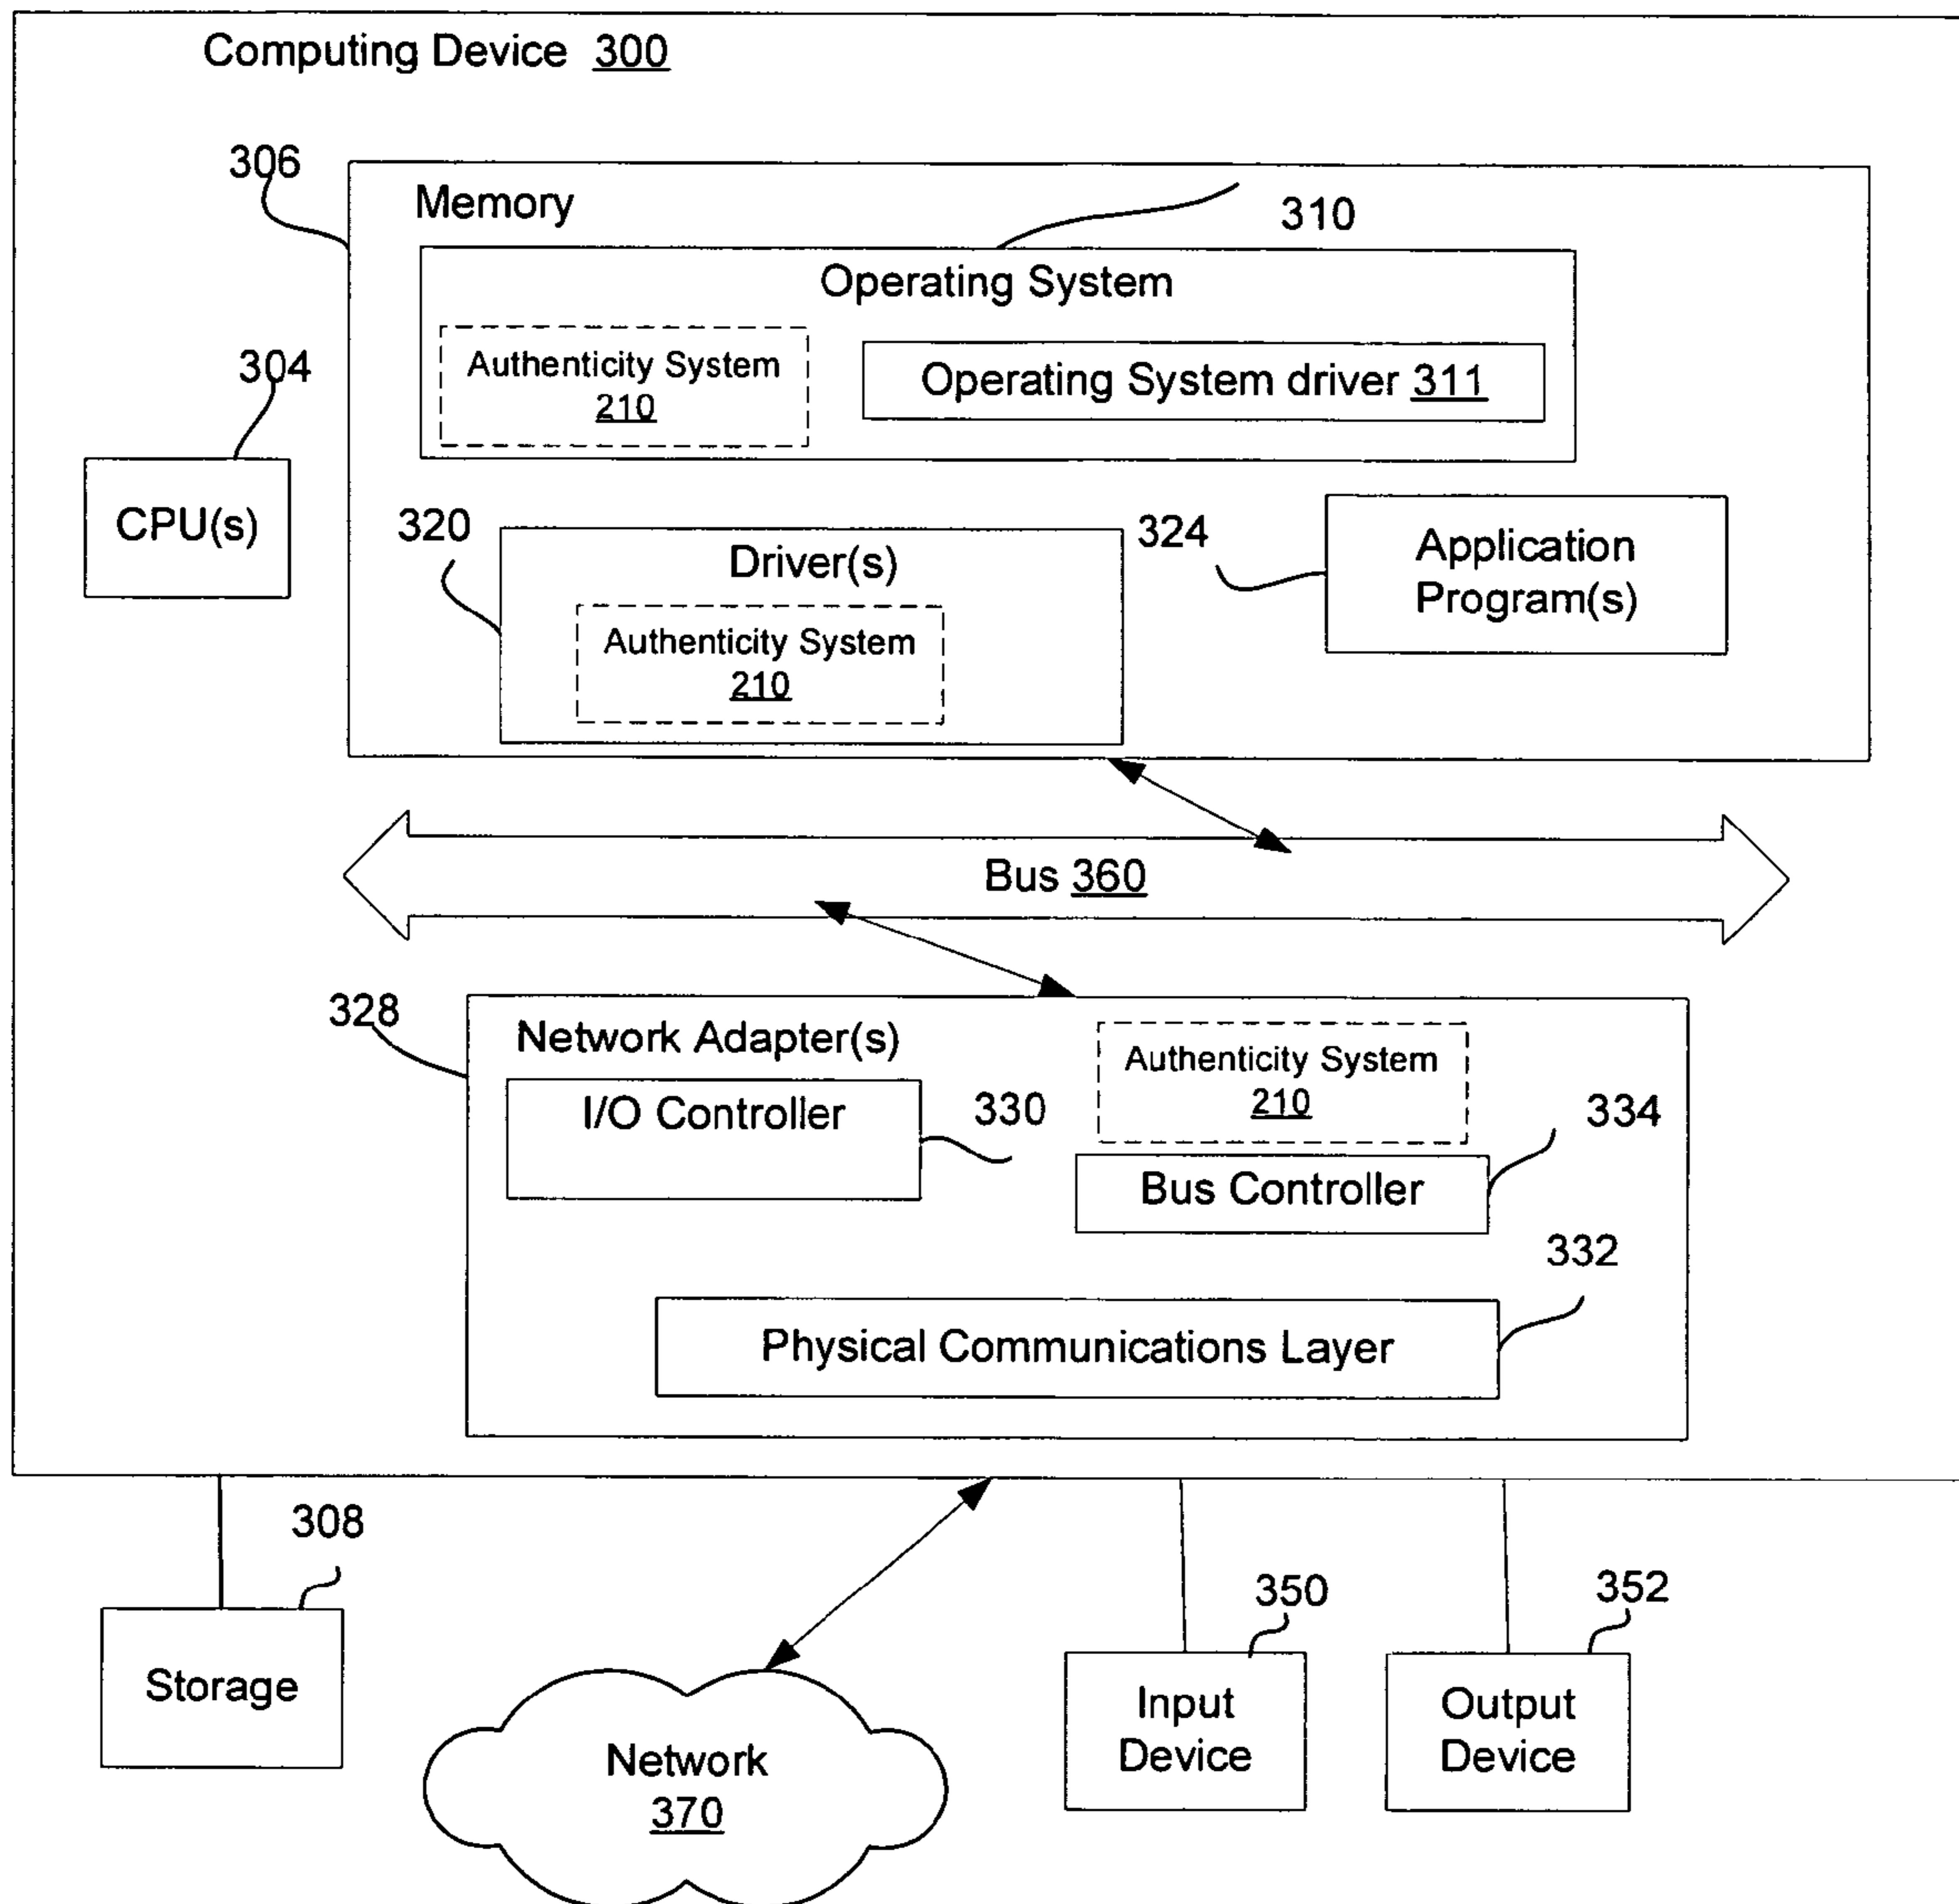 Computing Device 300
306
Memory
310
Operating System
Authenticity System
210
Operating System driver 311
304
CPU(s)
320
Driver(s)
Authenticity System
210
324
Application
Program(s)
Bus 360
328
Network Adapter(s)
I/O Controller
330
Authenticity System
210
334
Bus Controller
332
Physical Communications Layer
308
Storage
Network
370
350
Input
Device
352
Output
Device